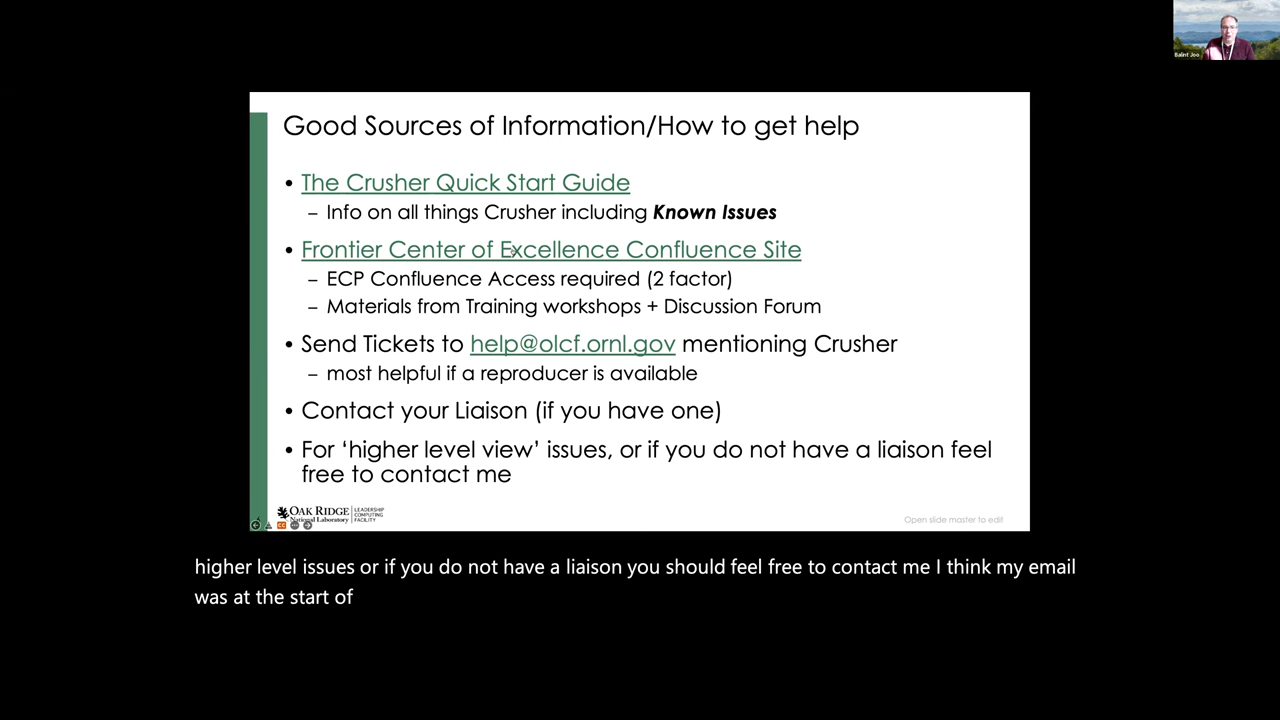 Balint Joo
Good Sources of Information/How to get help
• The Crusher Quick Start Guide
– Info on all things Crusher including Known Issues
• Frontier Center of Excellence Confluence Site
– ECP Confluence Access required (2 factor)
– Materials from Training workshops + Discussion Forum
• Send Tickets to help@olcf.ornl.gov mentioning Crusher
– most helpful if a reproducer is available
• Contact your Liaison (if you have one)
• For ‘higher level view’ issues, or if you do not have a liaison feel
free to contact me
OAK RIDGE
National Laboratory
LEADERSHIP
COMPUTING
FACILITY
Open slide master to edit
higher level issues or if you do not have a liaison you should feel free to contact me I think my email
was at the start of